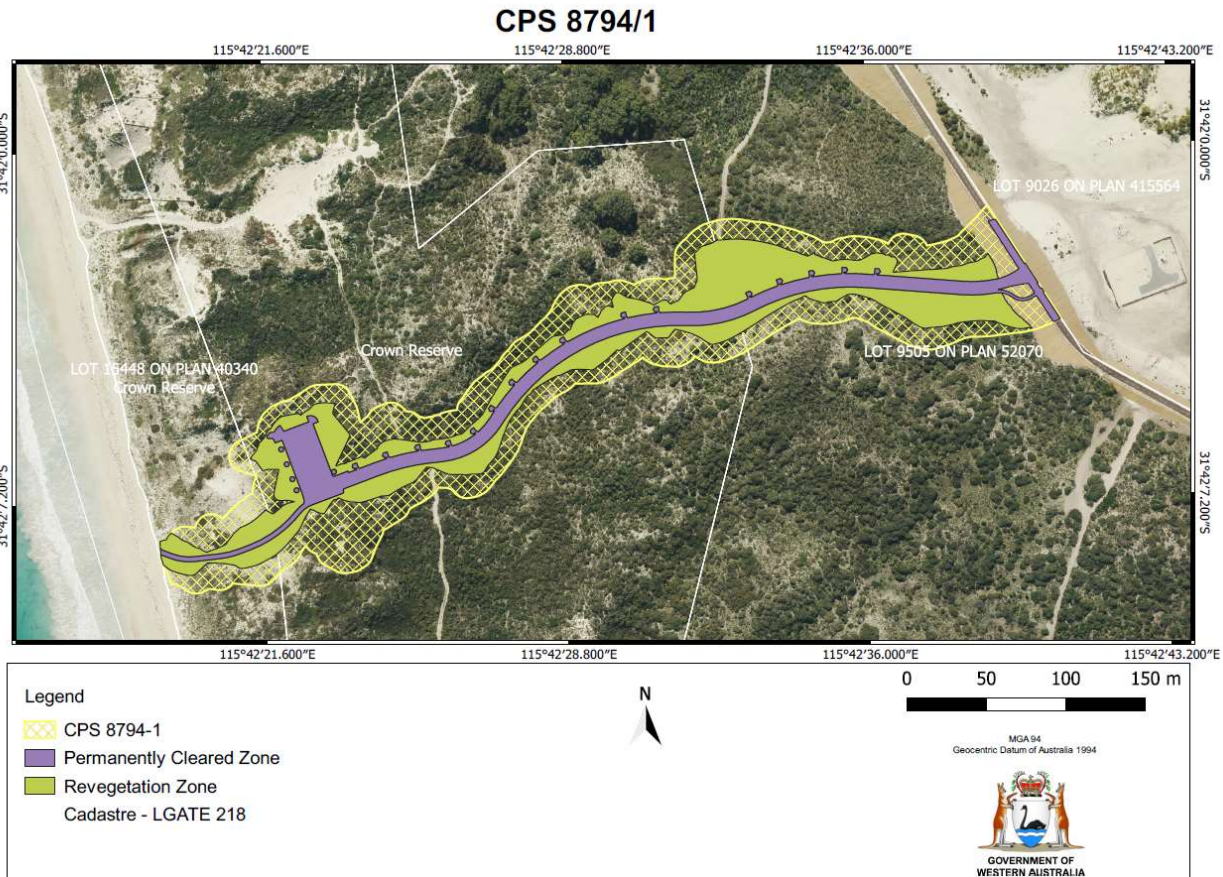 CPS 8794/1
115°42'21.600"E
115°42'28.800"E
115°42'36.000"E
115°42'43.200"E
31°42'0.000"S
31°42'0.000"S
LOT 9026 ON PLAN 415564
Crown Reserve
LOT 9505 ON PLAN 52070
LOT 15448 ON PLAN 40340
Crown Reserve
31°42'7.200"S
31°42'7.200"S
115°42'21.600"E
115°42'28.800"E
115°42'36.000"E
115°42'43.200"E
Legend
CPS 8794-1
Permanently Cleared Zone
Revegetation Zone
Cadastre - LGATE 218
N
0 50 100 150 m
MGA 94
Geocentric Datum of Australia 1994
GOVERNMENT OF
WESTERN AUSTRALIA